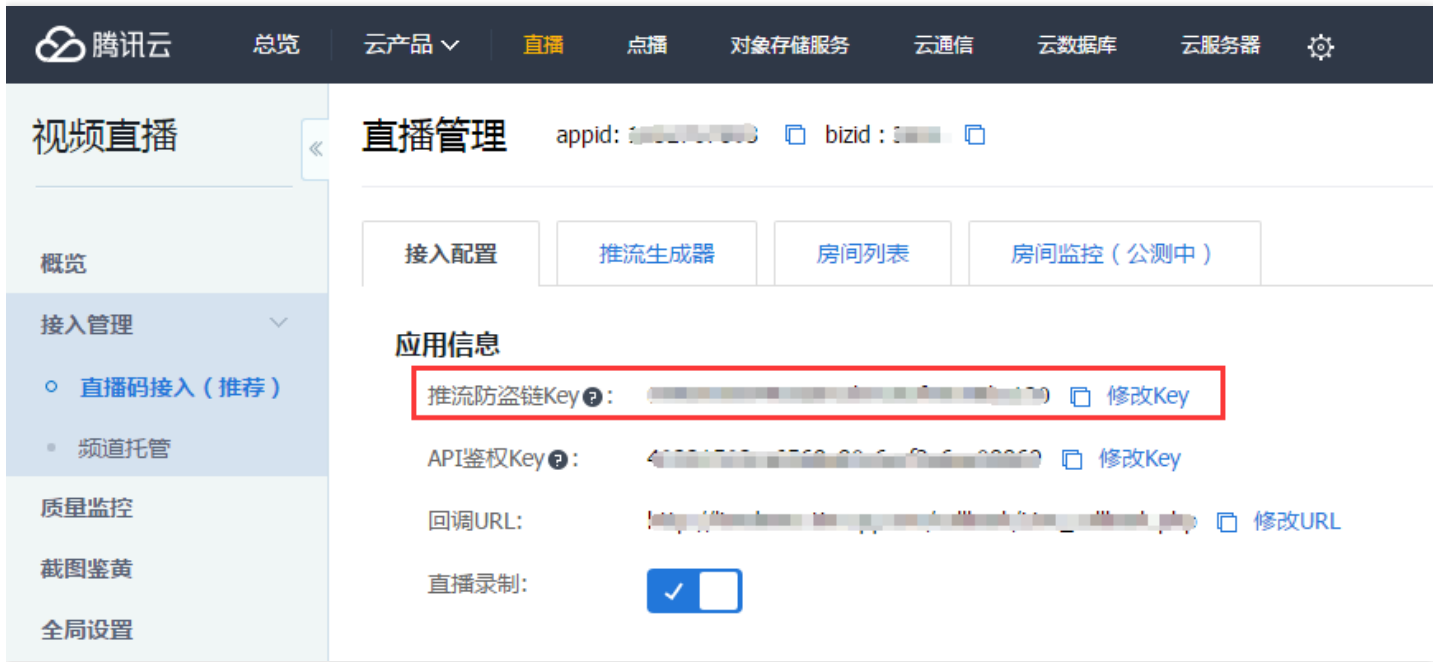 腾讯云 总览 云产品 直播 点播 对象存储服务 云通信 云数据库 云服务器
视频直播
直播管理 appid: bizid :
接入配置 推流生成器 房间列表 房间监控（公测中）
概览
接入管理
直播码接入（推荐）
频道托管
质量监控
截图鉴黄
全局设置
应用信息
推流防盗链Key?: 修改Key
API鉴权Key?: 修改Key
回调URL: 修改URL
直播录制: